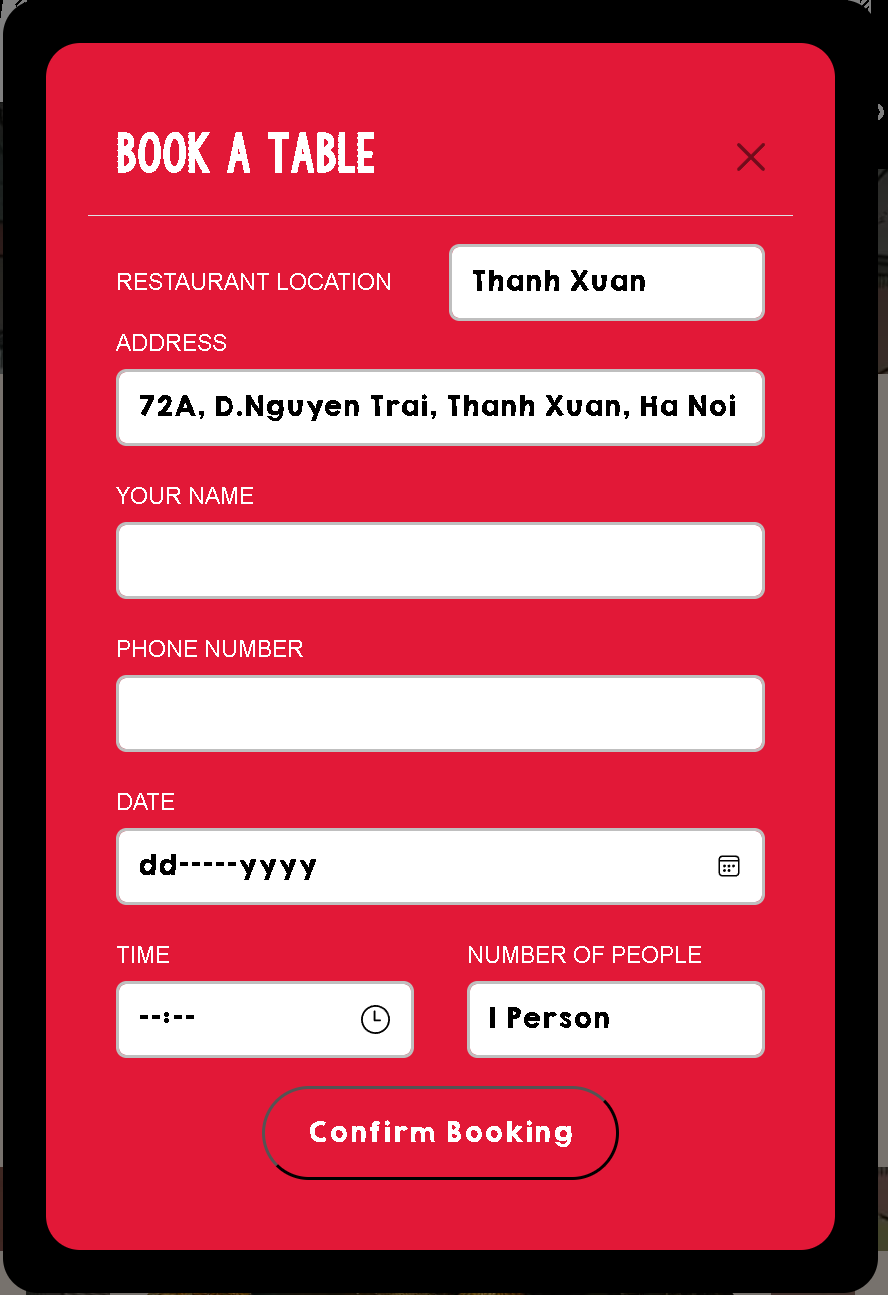 BOOK A TABLE
RESTAURANT LOCATION
Thanh Xuan
ADDRESS
72A, D.Nguyen Trai, Thanh Xuan, Ha Noi
YOUR NAME
PHONE NUMBER
DATE
dd-----yyyy
TIME
NUMBER OF PEOPLE
--:--
1 Person
Confirm Booking